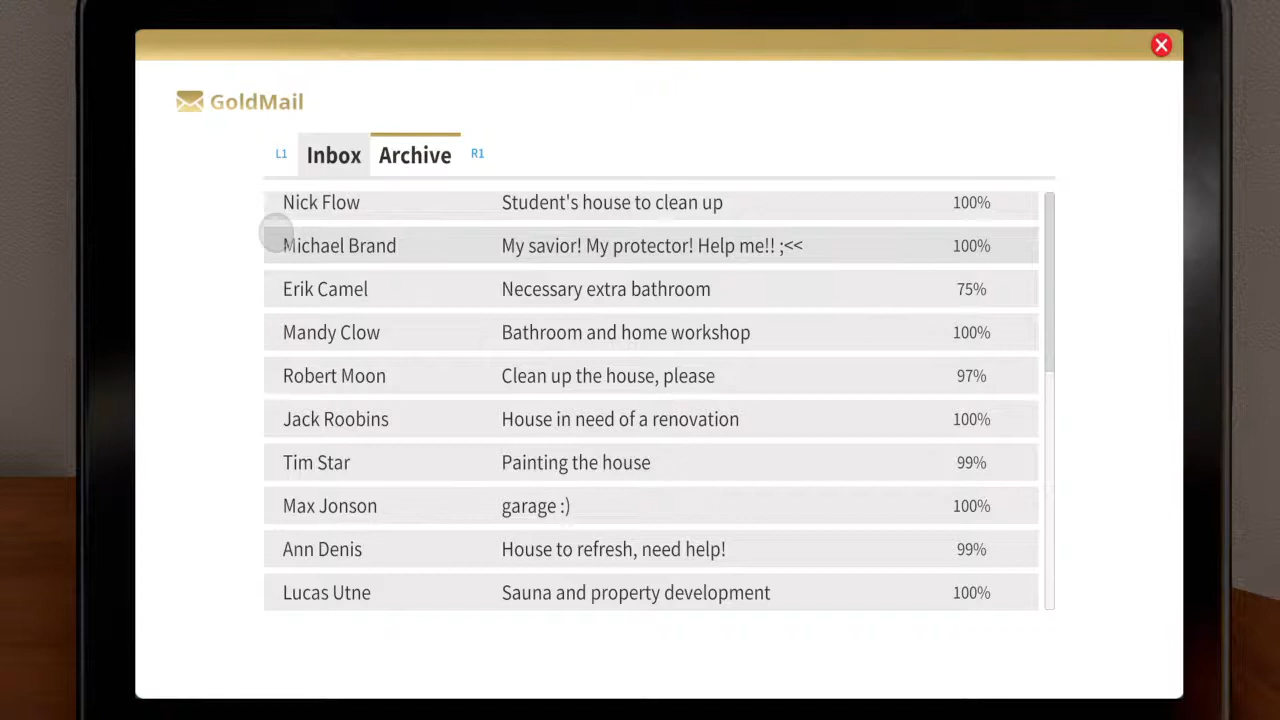 GoldMail
L1 Inbox Archive R1
Nick Flow Student's house to clean up 100%
Michael Brand My savior! My protector! Help me!! ;<< 100%
Erik Camel Necessary extra bathroom 75%
Mandy Clow Bathroom and home workshop 100%
Robert Moon Clean up the house, please 97%
Jack Roobins House in need of a renovation 100%
Tim Star Painting the house 99%
Max Jonson garage :) 100%
Ann Denis House to refresh, need help! 99%
Lucas Utne Sauna and property development 100%